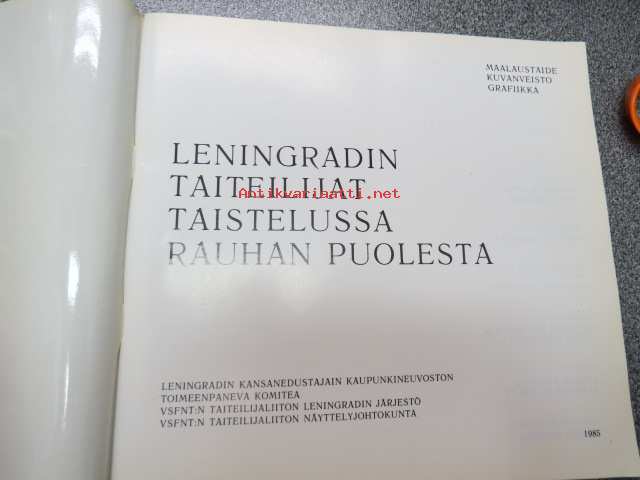 MAALAUSTAIDE
KUVANVEISTO
GRAFIIKKA
LENINGRADIN
TAITEILIJAT
Antikvariaatti.net
TAISTELUSSA
RAUHAN PUOLESTA
LENINGRADIN KANSANEDUSTAJAIN KAUPUNKINEUVOSTON
TOIMEENPANEVA KOMITEA
VSFNT:N TAITEILIJALIITON LENINGRADIN JÄRJESTÖ
VSFNT:N TAITEILIJALIITON NÄYTTELYJOHTOKUNTA
1985